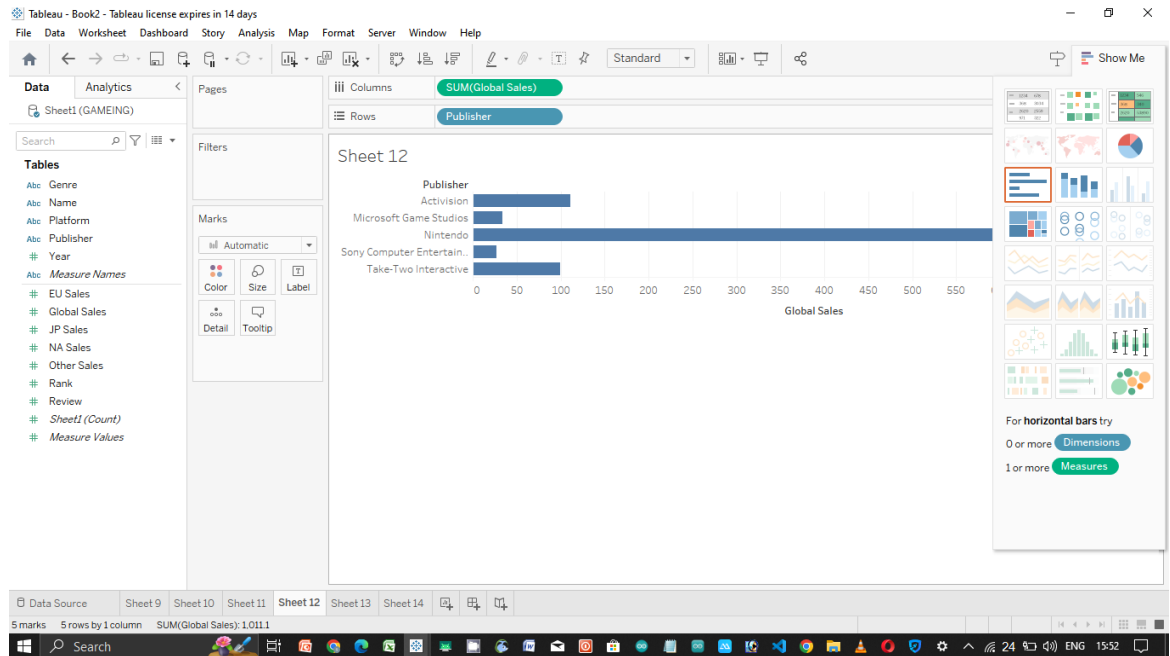 Tableau - Book2 - Tableau license expires in 14 days
File Data Worksheet Dashboard Story Analysis Map Format Server Window Help
Standard
Show Me
Data Analytics
Sheet1 (GAMEING)
Search
Tables
Abc Genre
Abc Name
Abc Platform
Abc Publisher
# Year
Abc Measure Names
# EU Sales
# Global Sales
# JP Sales
# NA Sales
# Other Sales
# Rank
# Review
# Sheet1 (Count)
# Measure Values
Pages
Filters
Marks
Automatic
Color Size Label
Detail Tooltip
Columns SUM(Global Sales)
Rows Publisher
Sheet 12
Publisher
Activision
Microsoft Game Studios
Nintendo
Sony Computer Entertain..
Take-Two Interactive
0 50 100 150 200 250 300 350 400 450 500 550
Global Sales
For horizontal bars try
0 or more Dimensions
1 or more Measures
Data Source Sheet 9 Sheet 10 Sheet 11 Sheet 12 Sheet 13 Sheet 14
5 marks 5 rows by 1 column SUM(Global Sales): 1,011.1
Search
24 ENG 15:52